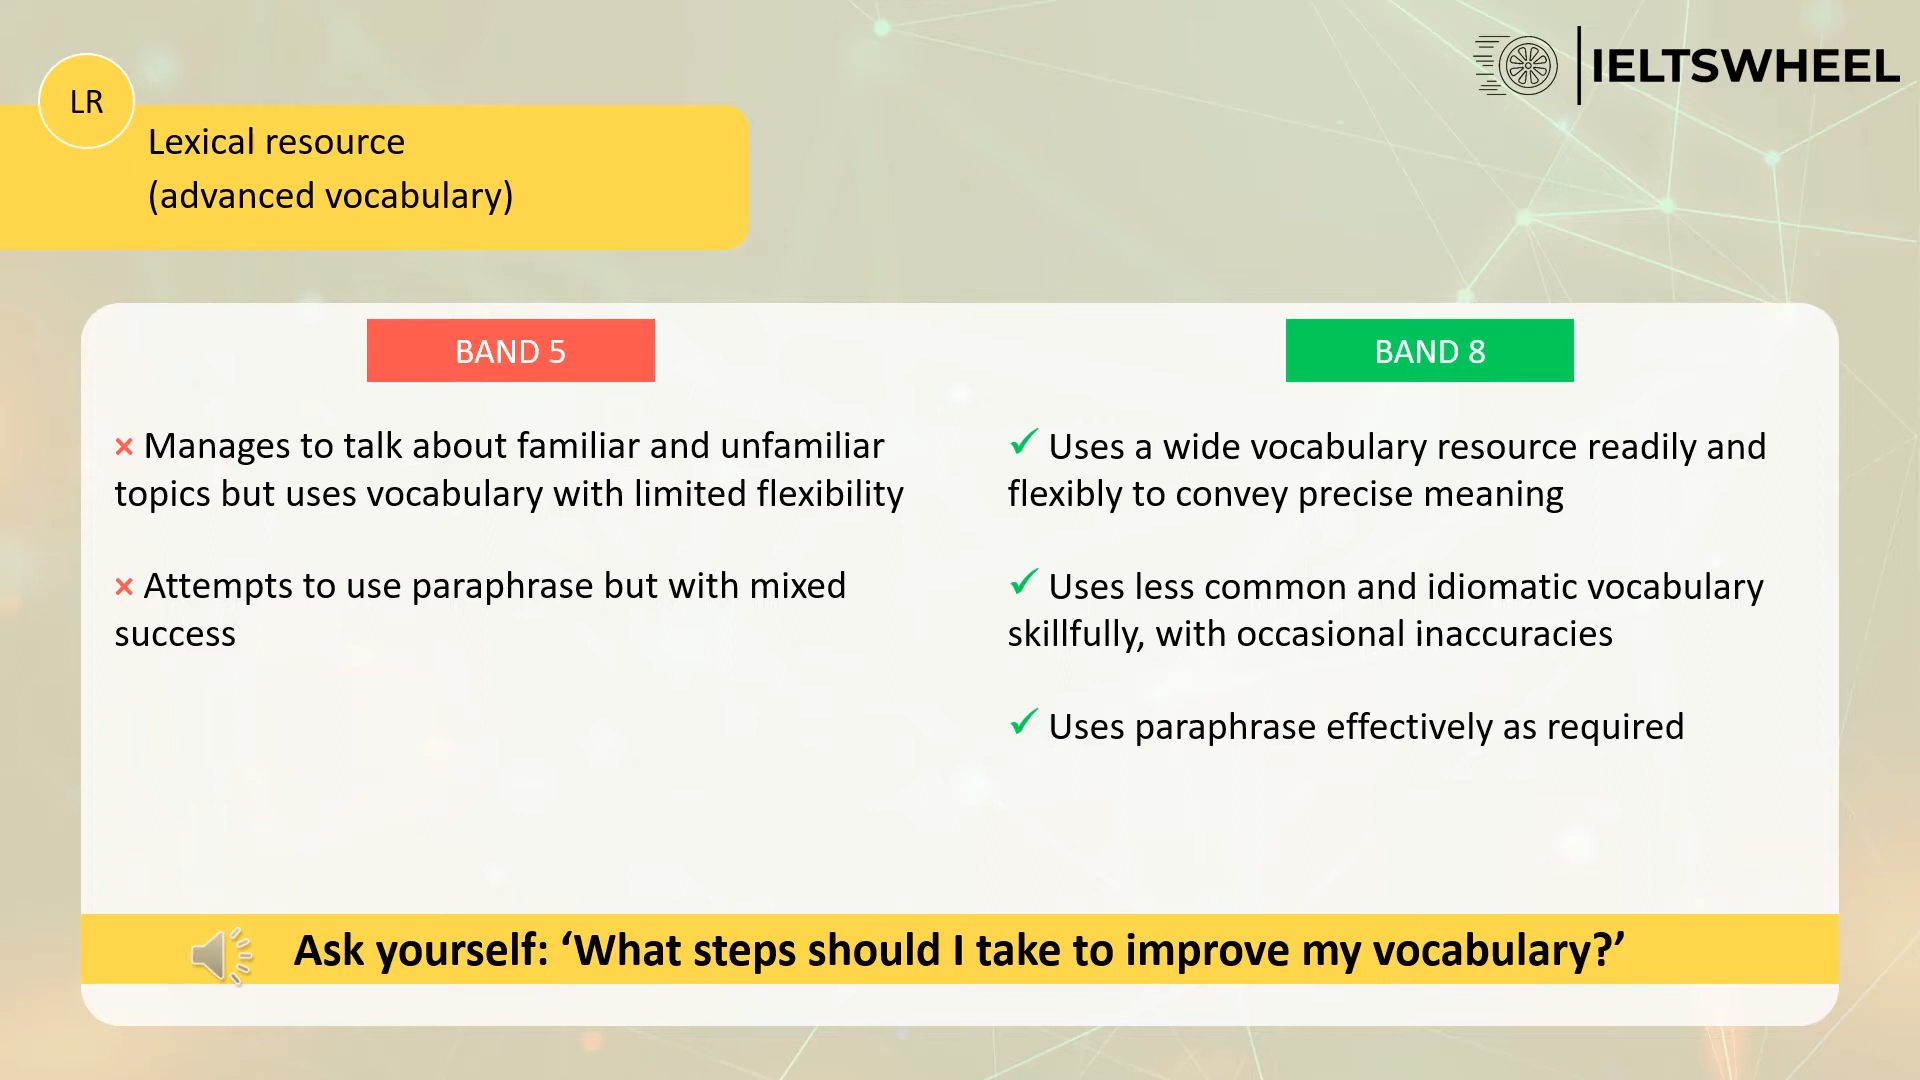 IELTSWHEEL
LR
Lexical resource
(advanced vocabulary)
BAND 5
× Manages to talk about familiar and unfamiliar
topics but uses vocabulary with limited flexibility
× Attempts to use paraphrase but with mixed
success
BAND 8
✓ Uses a wide vocabulary resource readily and
flexibly to convey precise meaning
✓ Uses less common and idiomatic vocabulary
skillfully, with occasional inaccuracies
✓ Uses paraphrase effectively as required
Ask yourself: ‘What steps should I take to improve my vocabulary?’